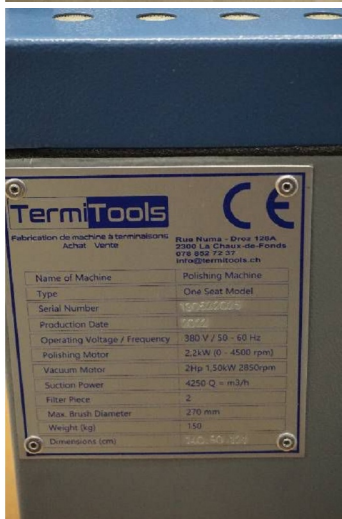 TermiTools
CE
Fabrication de machine à terminaisons
Achat Vente
Rue Numa - Droz 128A
2300 La Chaux-de-Fonds
078 852 72 37
info@termitools.ch
Name of Machine Polishing Machine
Type One Seat Model
Serial Number
Production Date
Operating Voltage / Frequency 380 V / 50 - 60 Hz
Polishing Motor 2,2kW (0 - 4500 rpm)
Vacuum Motor 2Hp 1,50kW 2850rpm
Suction Power 4250 Q = m3/h
Filter Piece 2
Max. Brush Diameter 270 mm
Weight (kg) 150
Dimensions (cm)